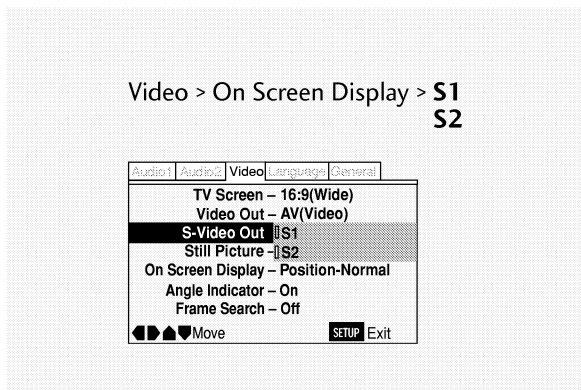 Video > On Screen Display > S1
S2
Audio1 Audio2 Video Language General
TV Screen – 16:9(Wide)
Video Out – AV(Video)
S-Video Out S1
Still Picture – S2
On Screen Display – Position-Normal
Angle Indicator – On
Frame Search – Off
Move SETUP Exit